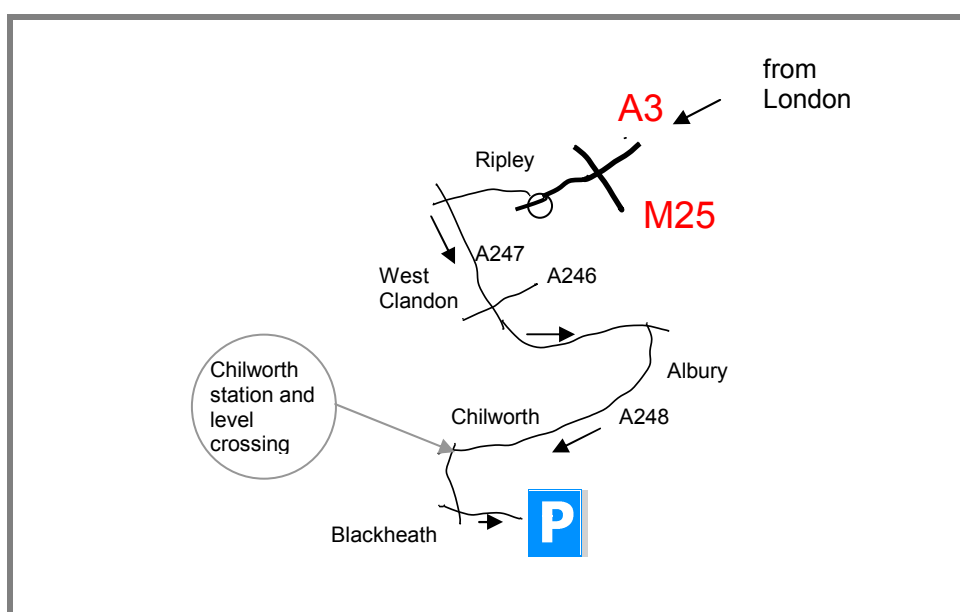 from
London
A3
Ripley
M25
A247
West
Clandon
A246
Albury
Chilworth
station and
level
crossing
Chilworth
A248
Blackheath
P